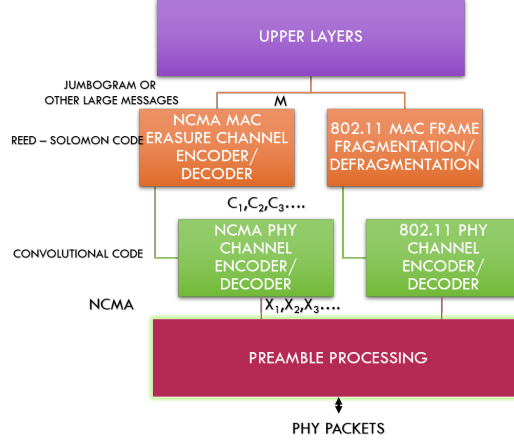 UPPER LAYERS
JUMBOGRAM OR
OTHER LARGE MESSAGES
M
REED – SOLOMON CODE
NCMA MAC
ERASURE CHANNEL
ENCODER/
DECODER
802.11 MAC FRAME
FRAGMENTATION/
DEFRAGMENTATION
C₁,C₂,C₃....
CONVOLUTIONAL CODE
NCMA PHY
CHANNEL
ENCODER/
DECODER
802.11 PHY
CHANNEL
ENCODER/
DECODER
NCMA
X₁,X₂,X₃....
PREAMBLE PROCESSING
PHY PACKETS